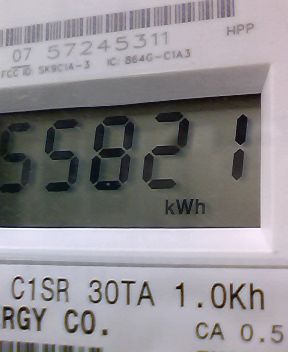 HPP
07 57245311
FCC ID: SK9C1A-3 IC: 864G-C1A3
55821
kWh
C1SR 30TA 1.0Kh
RGY CO.
CA 0.5